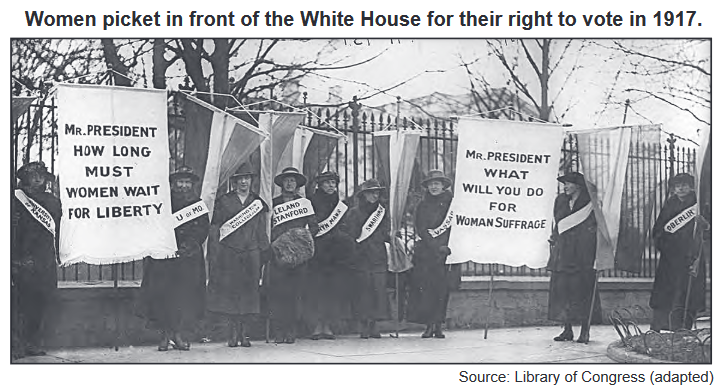 Women picket in front of the White House for their right to vote in 1917.
MR. PRESIDENT
HOW LONG
MUST
WOMEN WAIT
FOR LIBERTY
MR. PRESIDENT
WHAT
WILL YOU DO
FOR
WOMAN SUFFRAGE
U OF MO.
LELAND
STANFORD
VASSAR
OBERLIN
Source: Library of Congress (adapted)